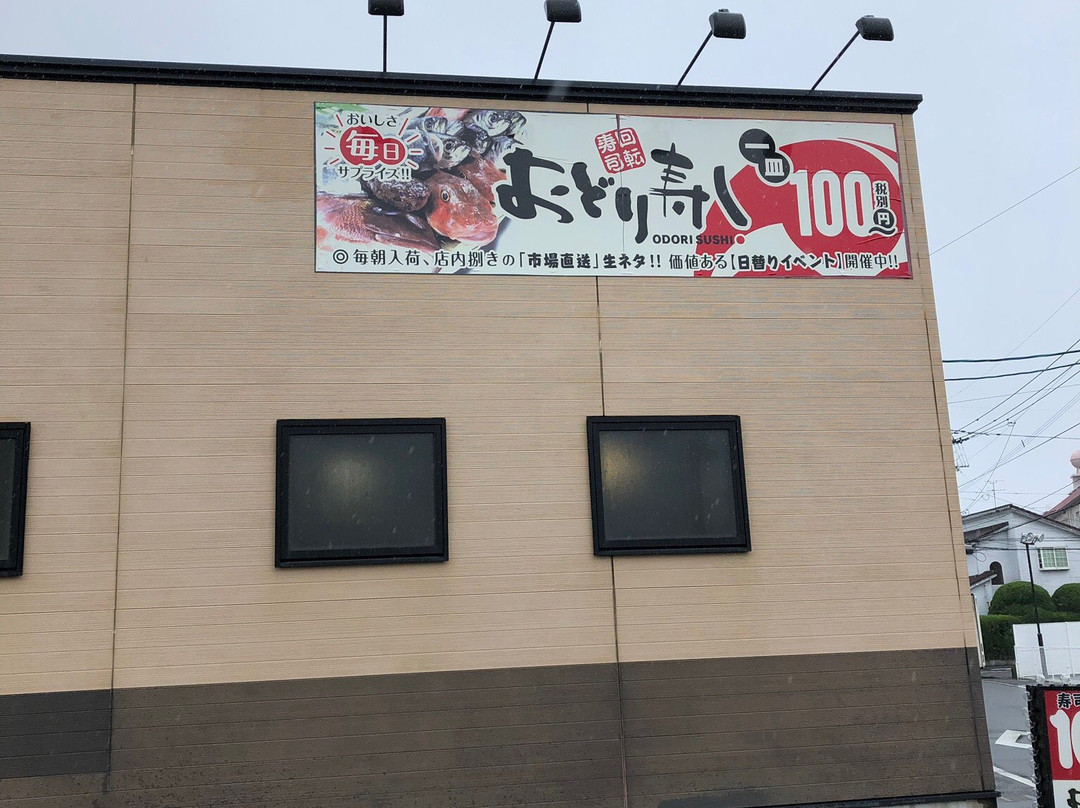 おいしさ
毎日
サプライズ!!
回転
寿司
おどり寿し
ODORI SUSHI
一皿
100
税別
円~
◎毎朝入荷、店内捌きの「市場直送」生ネタ!! 価値ある【日替りイベント】開催中!!
寿司